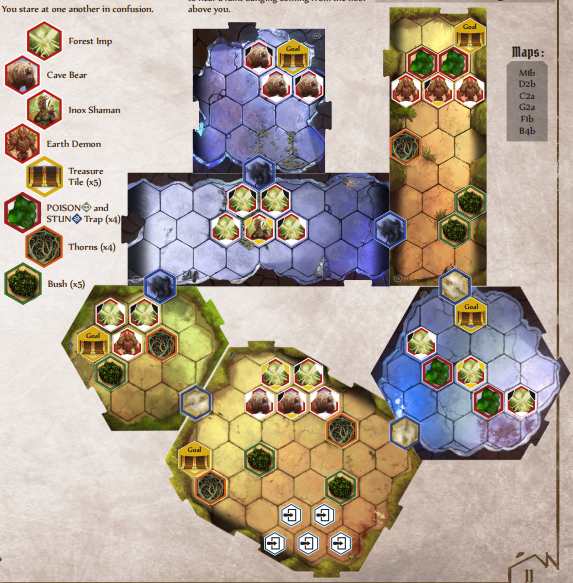 You stare at one another in confusion.
above you.
Forest Imp
Cave Bear
Inox Shaman
Earth Demon
Treasure
Tile (x5)
POISON and
STUN Trap (x4)
Thorns (x4)
Bush (x5)
Goal
Goal
Goal
Goal
Goal
Maps:
M1b
D2b
C2a
G2a
F1b
B4b
11